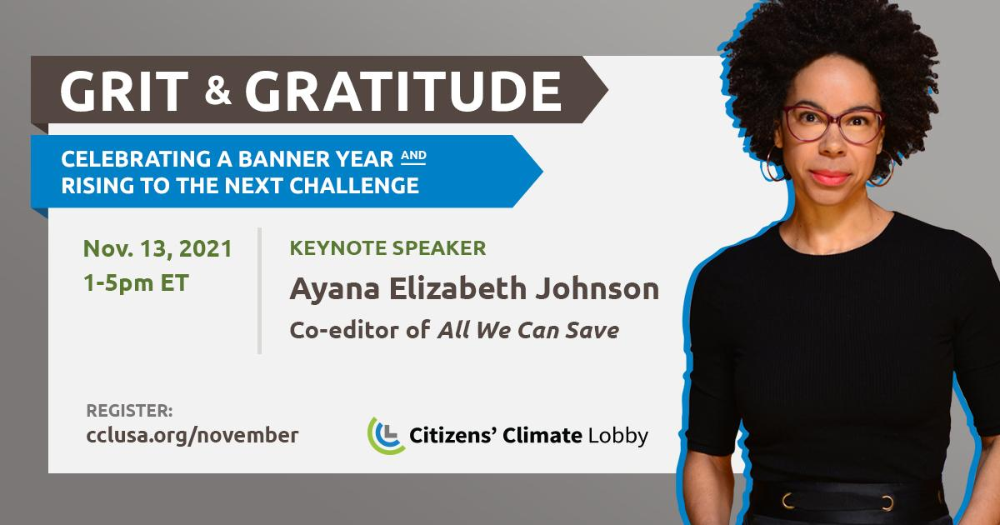 GRIT & GRATITUDE
CELEBRATING A BANNER YEAR AND
RISING TO THE NEXT CHALLENGE
Nov. 13, 2021
1-5pm ET
KEYNOTE SPEAKER
Ayana Elizabeth Johnson
Co-editor of All We Can Save
REGISTER:
cclusa.org/november
Citizens’ Climate Lobby